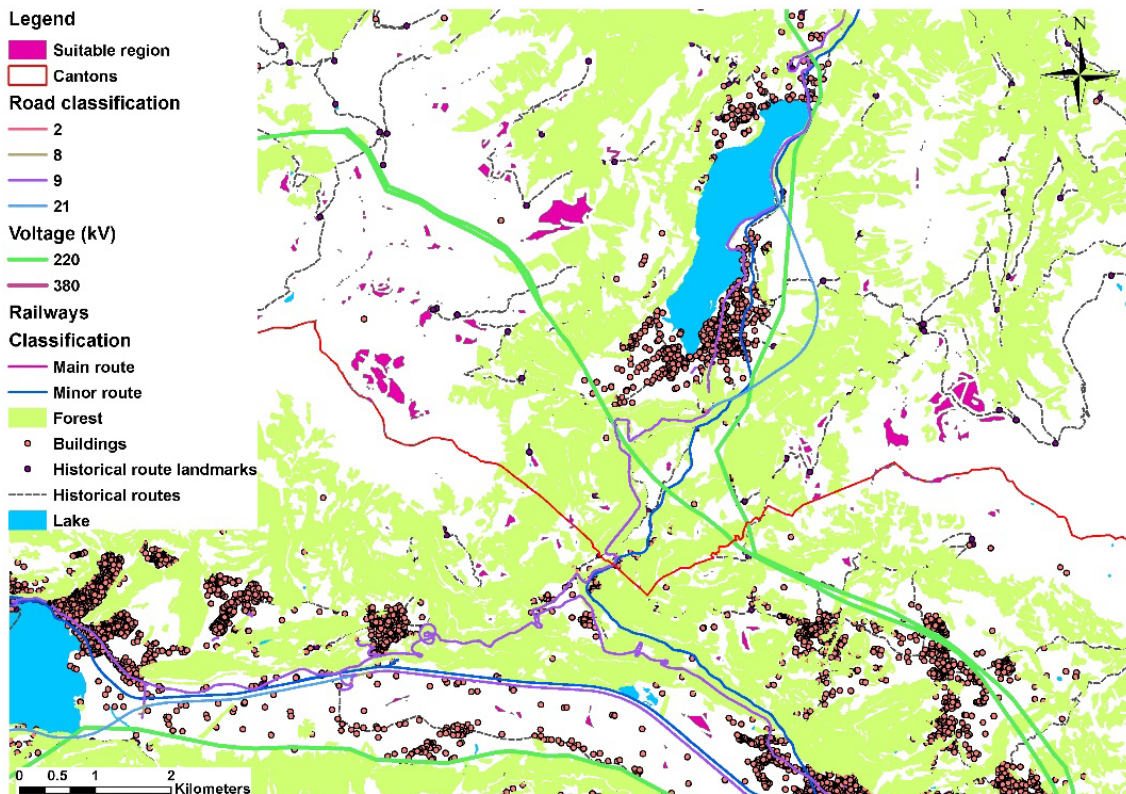 Legend
Suitable region
Cantons
Road classification
2
8
9
21
Voltage (kV)
220
380
Railways
Classification
Main route
Minor route
Forest
Buildings
Historical route landmarks
Historical routes
Lake
N
0 0.5 1 2
Kilometers